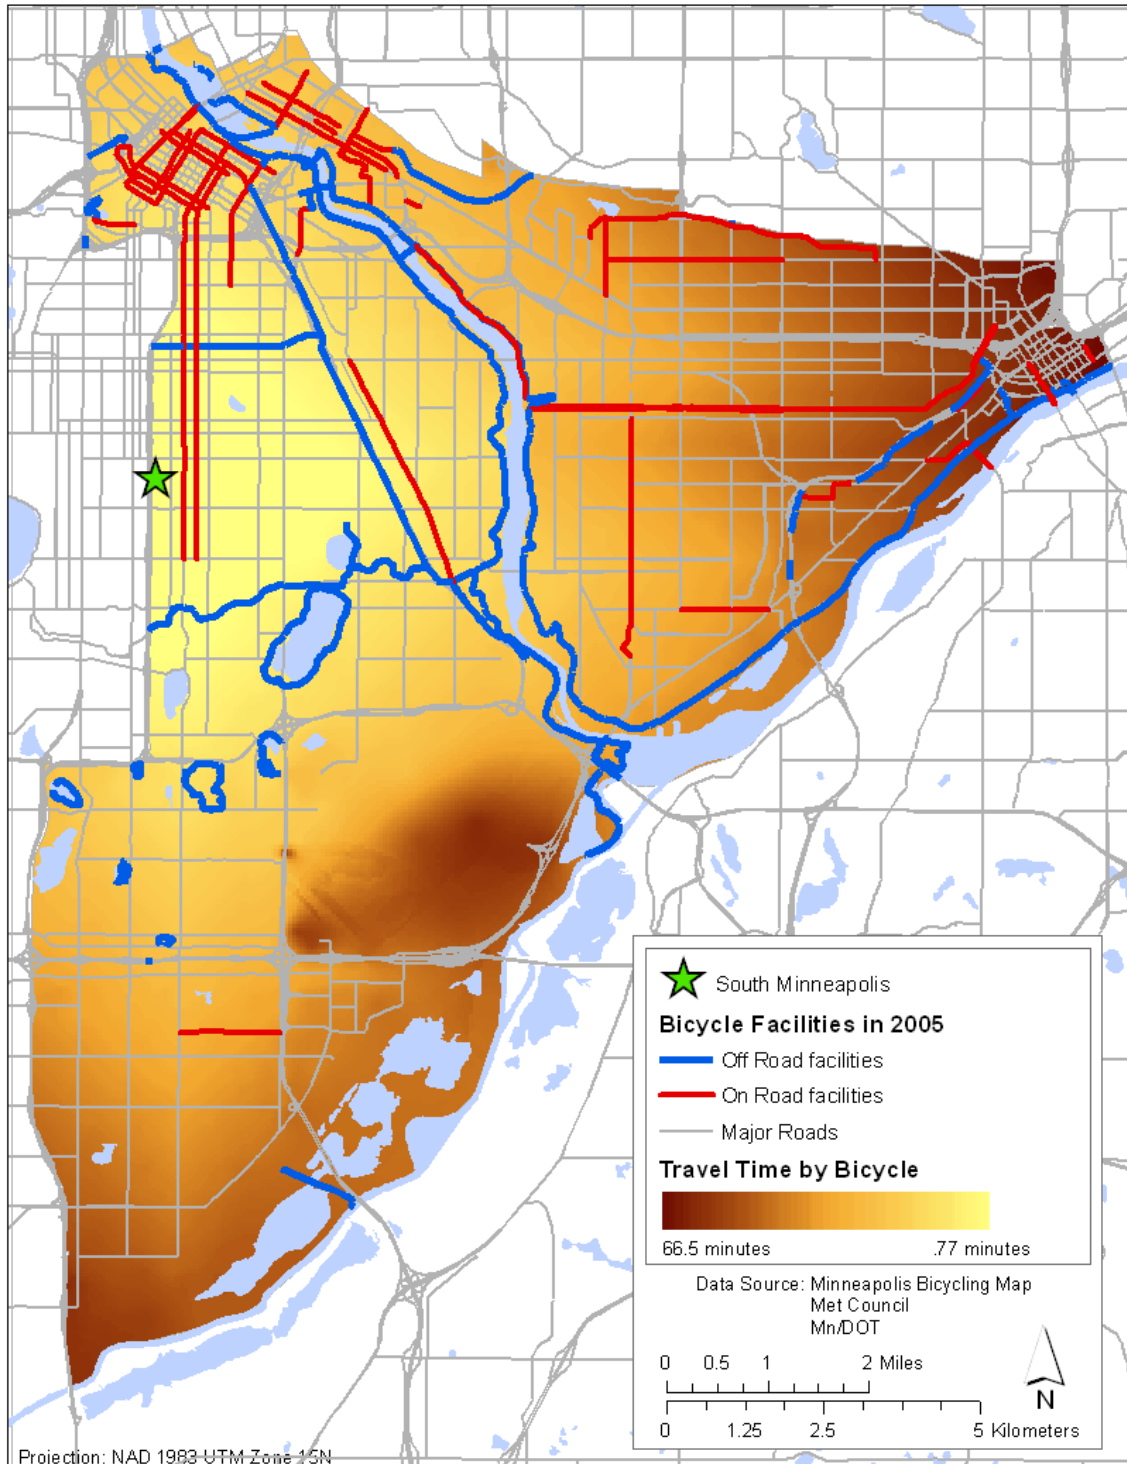 South Minneapolis
Bicycle Facilities in 2005
Off Road facilities
On Road facilities
Major Roads
Travel Time by Bicycle
66.5 minutes .77 minutes
Data Source: Minneapolis Bicycling Map
Met Council
Mn/DOT
0 0.5 1 2 Miles
0 1.25 2.5 5 Kilometers
N
Projection: NAD 1983 UTM Zone 15N